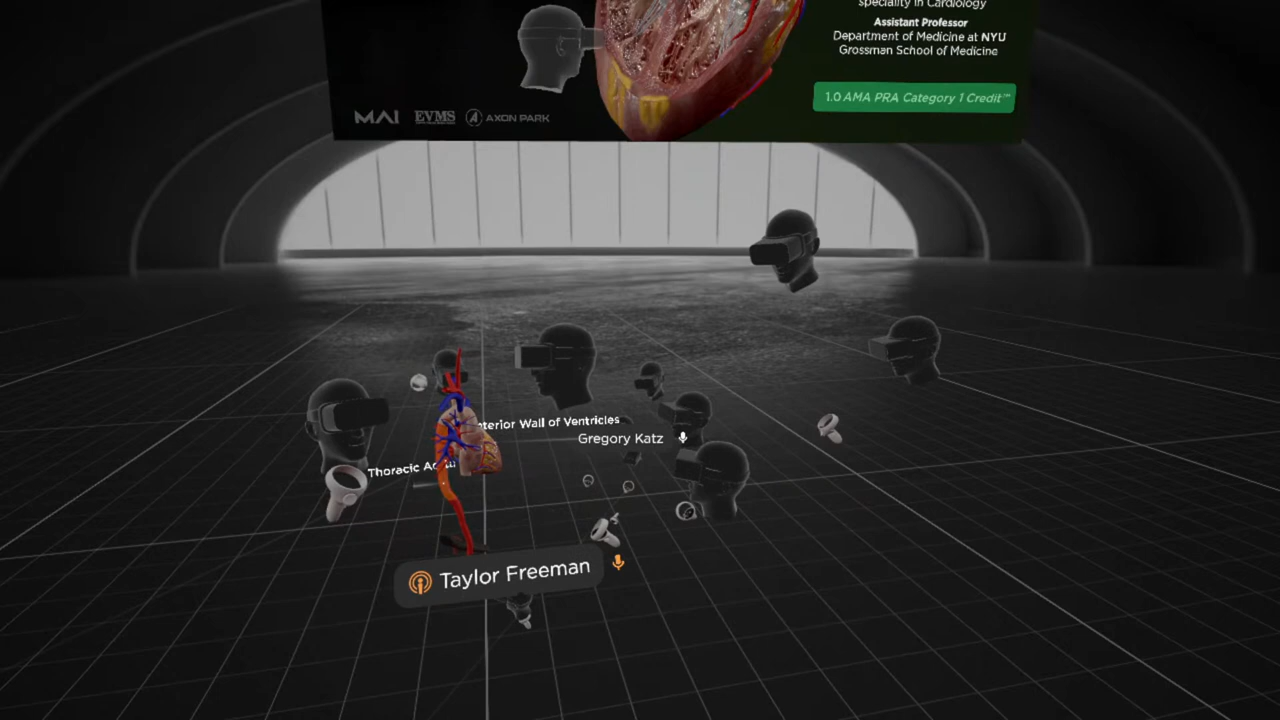 speciality in Cardiology
Assistant Professor
Department of Medicine at NYU
Grossman School of Medicine
1.0 AMA PRA Category 1 Credit™
MAI
EVMS
AXON PARK
Wall of Ventricles
Gregory Katz
Thoracic
Taylor Freeman